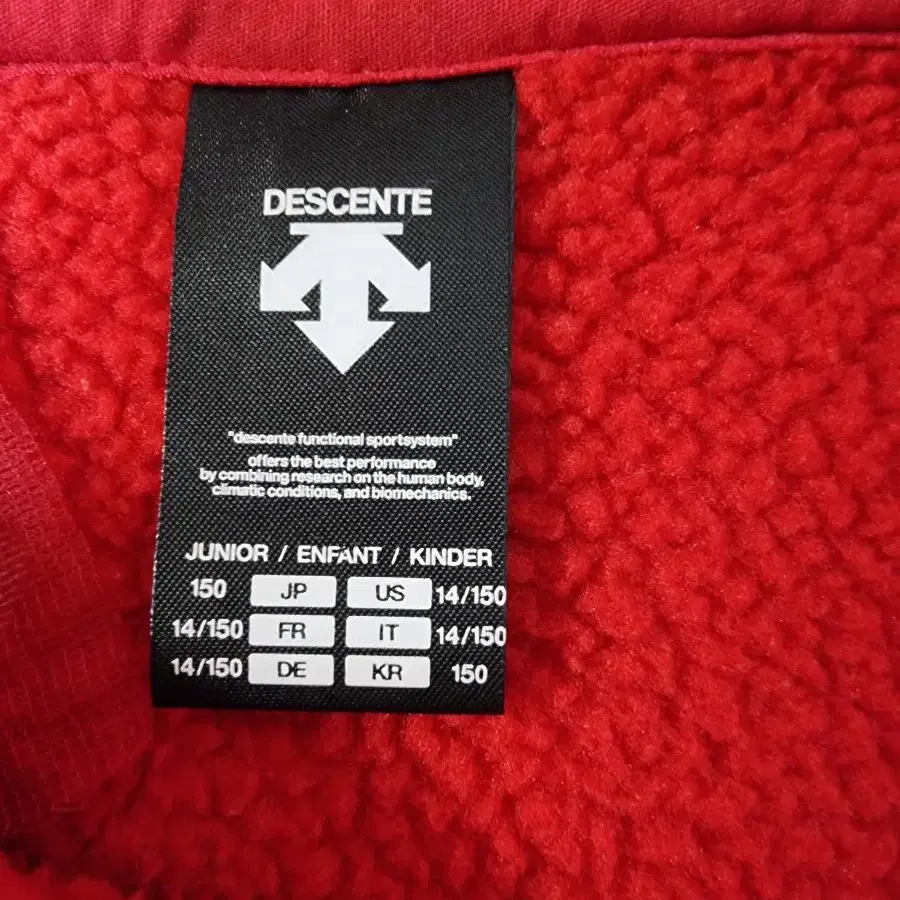 DESCENTE
"descente functional sportsystem"
offers the best performance
by combining research on the human body,
climatic conditions, and biomechanics.
JUNIOR / ENFANT / KINDER
150 JP US 14/150
14/150 FR IT 14/150
14/150 DE KR 150